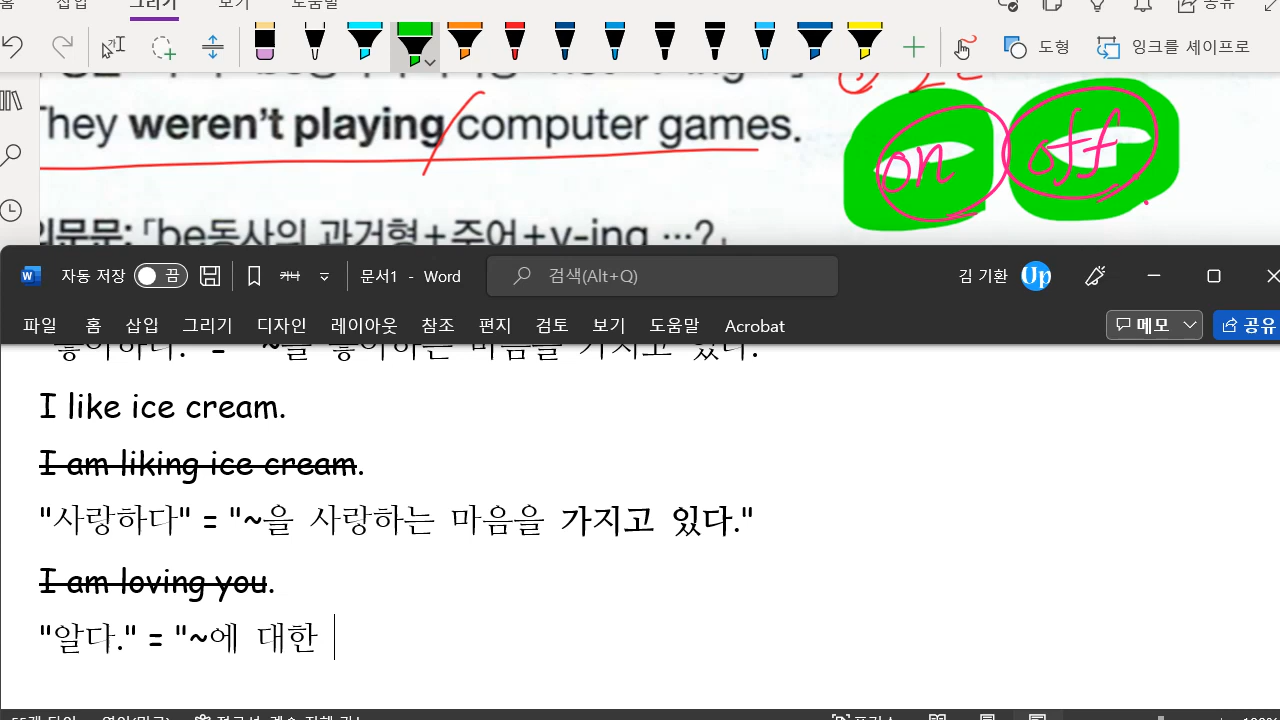 홈 삽입 그리기 보기 도움말 공유
도형 잉크를 셰이프로
They weren't playing computer games.
on off
의문문: 「be동사의 과거형+주어+v-ing …?」
자동 저장 끔 문서1 - Word 검색(Alt+Q) 김 기환 Up
파일 홈 삽입 그리기 디자인 레이아웃 참조 편지 검토 보기 도움말 Acrobat 메모 공유
"좋아하다." = "~을 좋아하는 마음을 가지고 있다."
I like ice cream.
I am liking ice cream.
"사랑하다" = "~을 사랑하는 마음을 가지고 있다."
I am loving you.
"알다." = "~에 대한